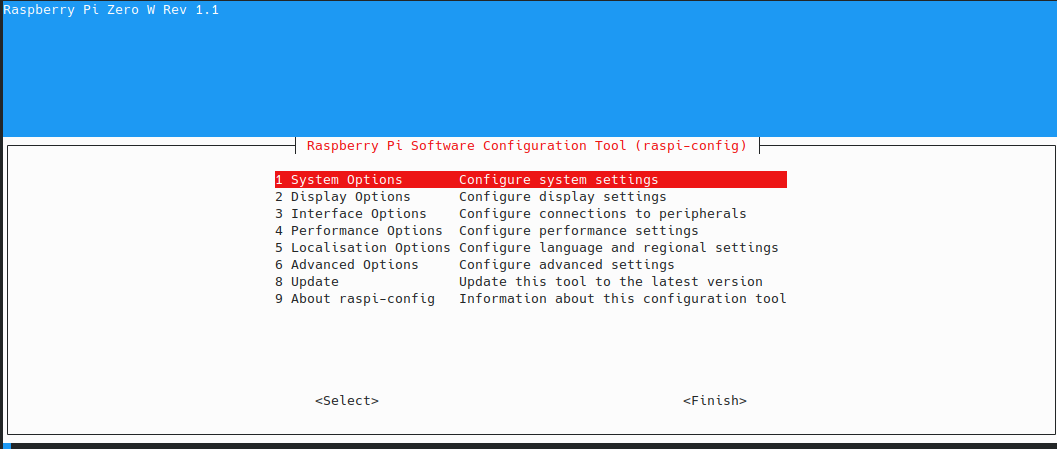 Raspberry Pi Zero W Rev 1.1
Raspberry Pi Software Configuration Tool (raspi-config)
1 System Options Configure system settings
2 Display Options Configure display settings
3 Interface Options Configure connections to peripherals
4 Performance Options Configure performance settings
5 Localisation Options Configure language and regional settings
6 Advanced Options Configure advanced settings
8 Update Update this tool to the latest version
9 About raspi-config Information about this configuration tool
<Select> <Finish>